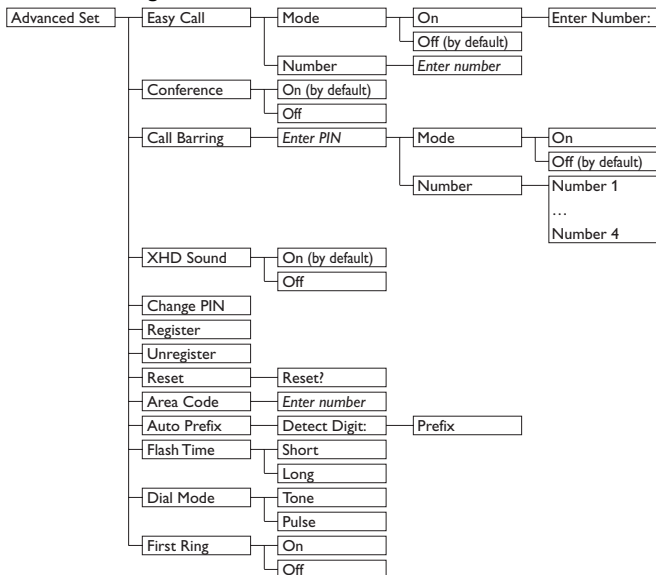 Advanced Set Easy Call Mode On Enter Number:
Off (by default)
Number Enter number
Conference On (by default)
Off
Call Barring Enter PIN Mode On
Off (by default)
Number Number 1
…
Number 4
XHD Sound On (by default)
Off
Change PIN
Register
Unregister
Reset Reset?
Area Code Enter number
Auto Prefix Detect Digit: Prefix
Flash Time Short
Long
Dial Mode Tone
Pulse
First Ring On
Off